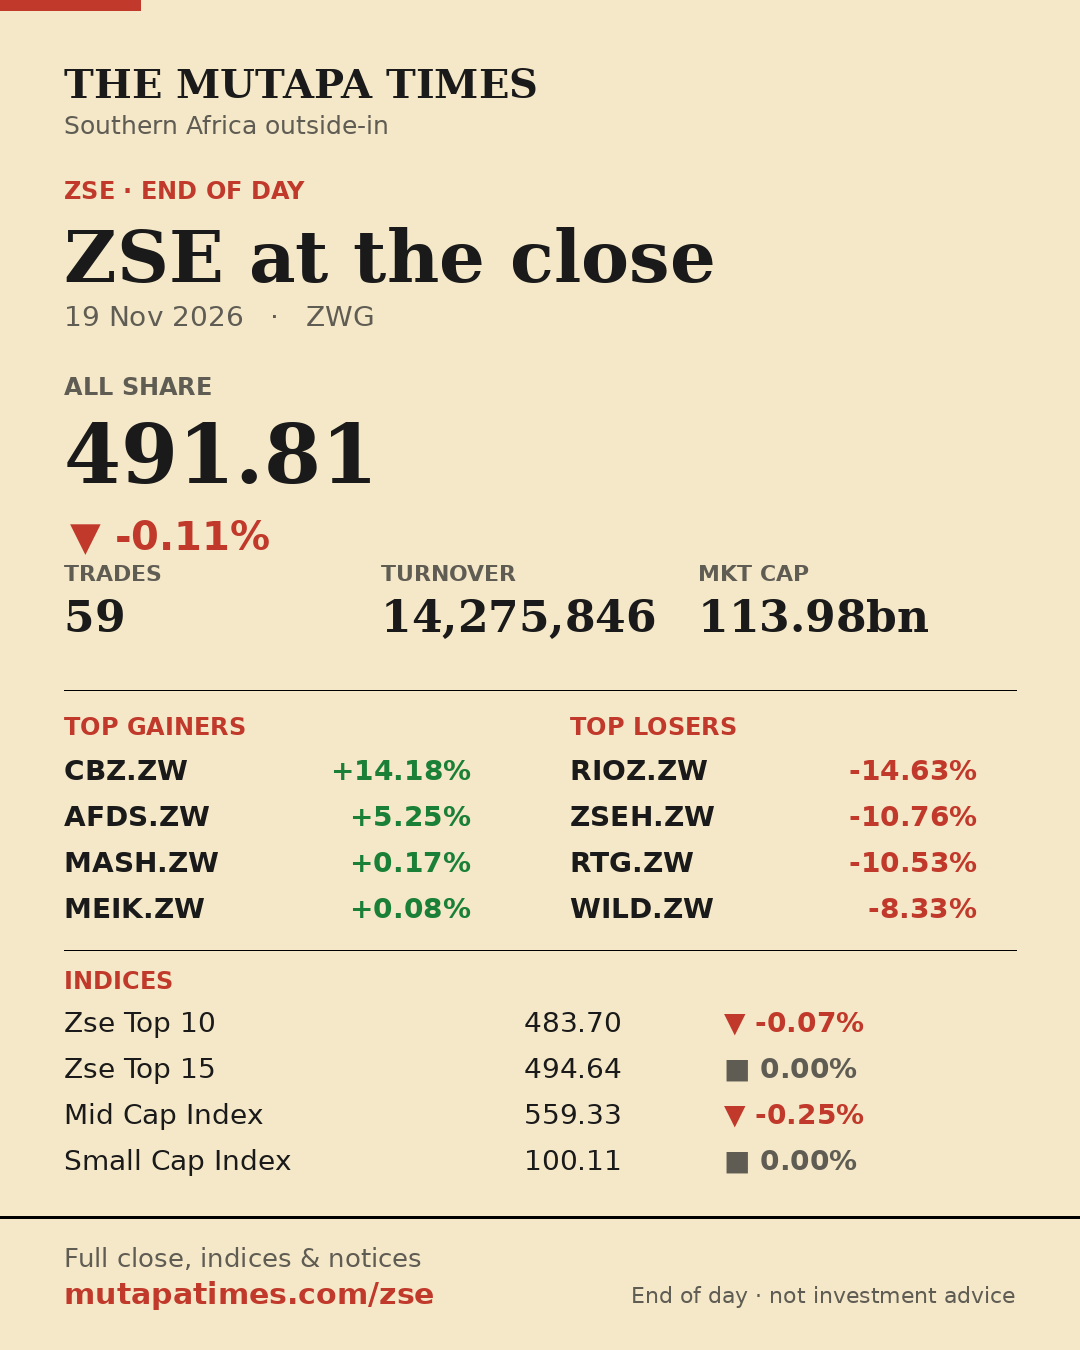 THE MUTAPA TIMES
Southern Africa outside-in
ZSE · END OF DAY
ZSE at the close
19 Nov 2026 · ZWG
ALL SHARE
491.81
▼ -0.11%
TRADES TURNOVER MKT CAP
59 14,275,846 113.98bn
TOP GAINERS TOP LOSERS
CBZ.ZW +14.18% RIOZ.ZW -14.63%
AFDS.ZW +5.25% ZSEH.ZW -10.76%
MASH.ZW +0.17% RTG.ZW -10.53%
MEIK.ZW +0.08% WILD.ZW -8.33%
INDICES
Zse Top 10 483.70 ▼ -0.07%
Zse Top 15 494.64 ■ 0.00%
Mid Cap Index 559.33 ▼ -0.25%
Small Cap Index 100.11 ■ 0.00%
Full close, indices & notices
mutapatimes.com/zse
End of day · not investment advice